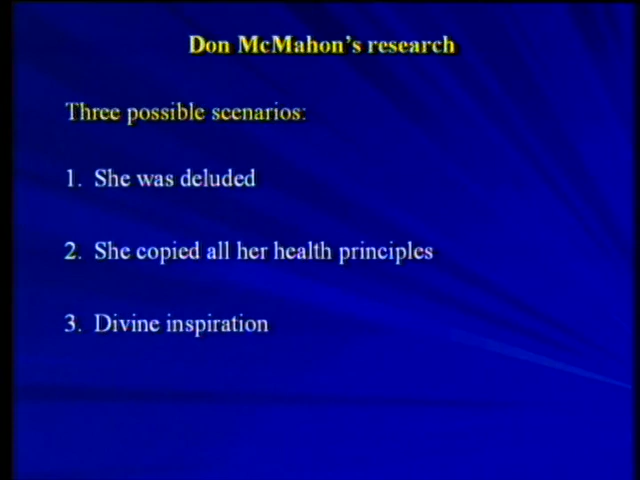 Don McMahon's research
Three possible scenarios:
1. She was deluded
2. She copied all her health principles
3. Divine inspiration